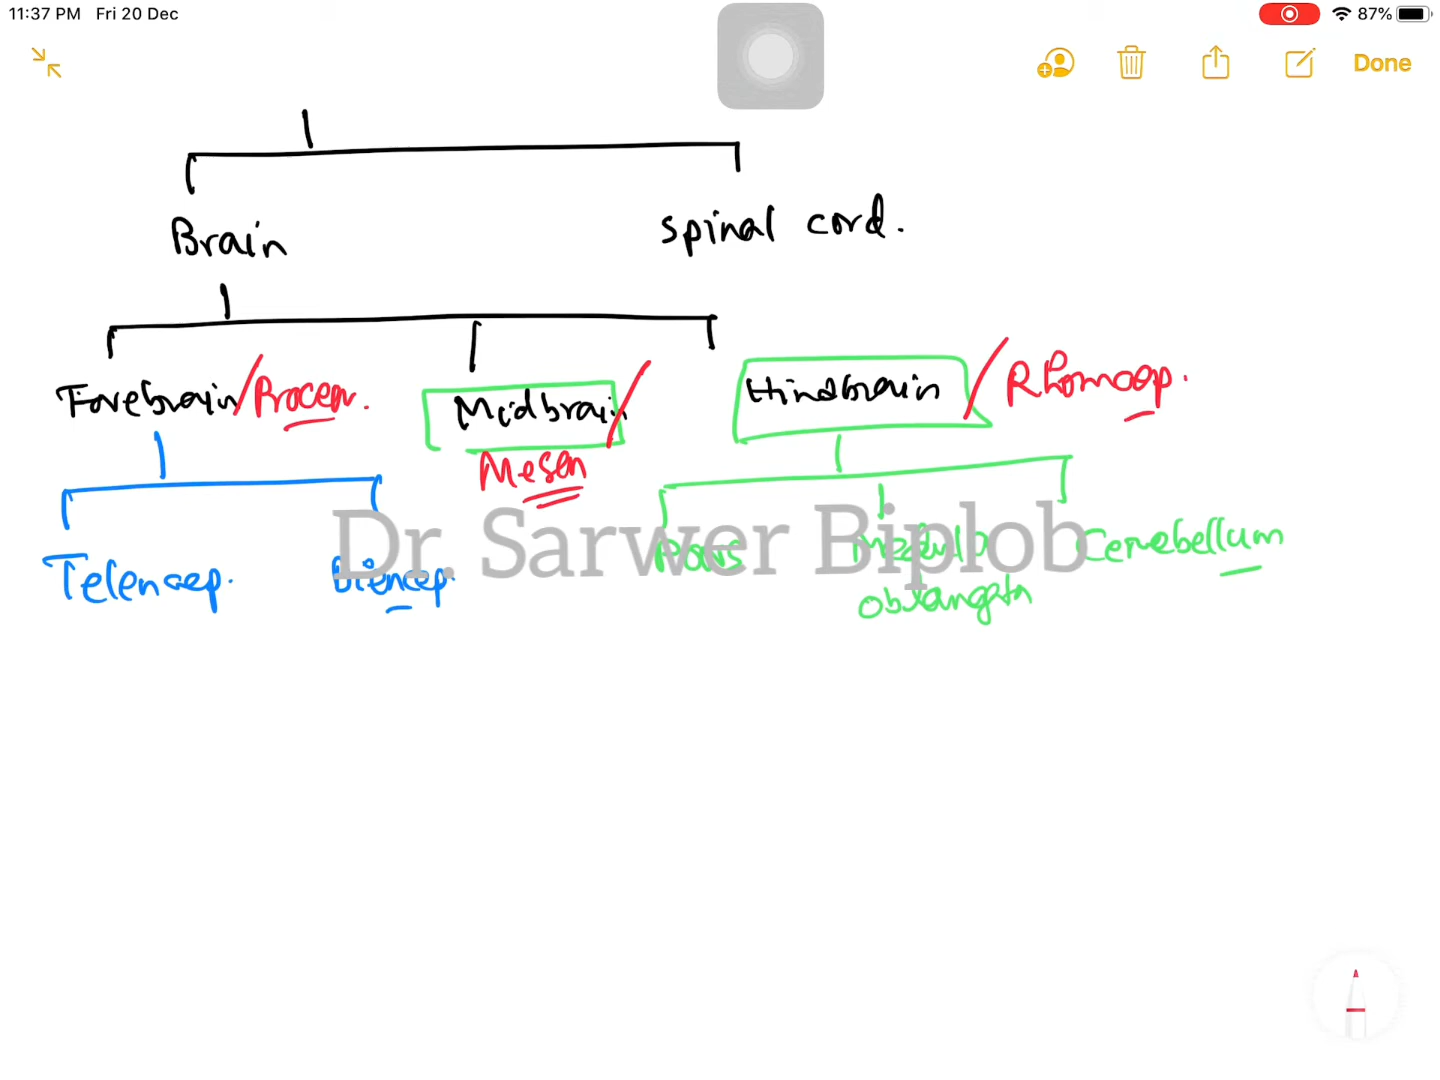 11:37 PM Fri 20 Dec
87%
Done
Brain
spinal cord.
Forebrain/Procen.
Midbrain/
Hindbrain
/Rhomcep.
Mesen
Telencep.
Diencep.
Pons
Medulla
oblangata
Cerebellum
Dr. Sarwer Biplob